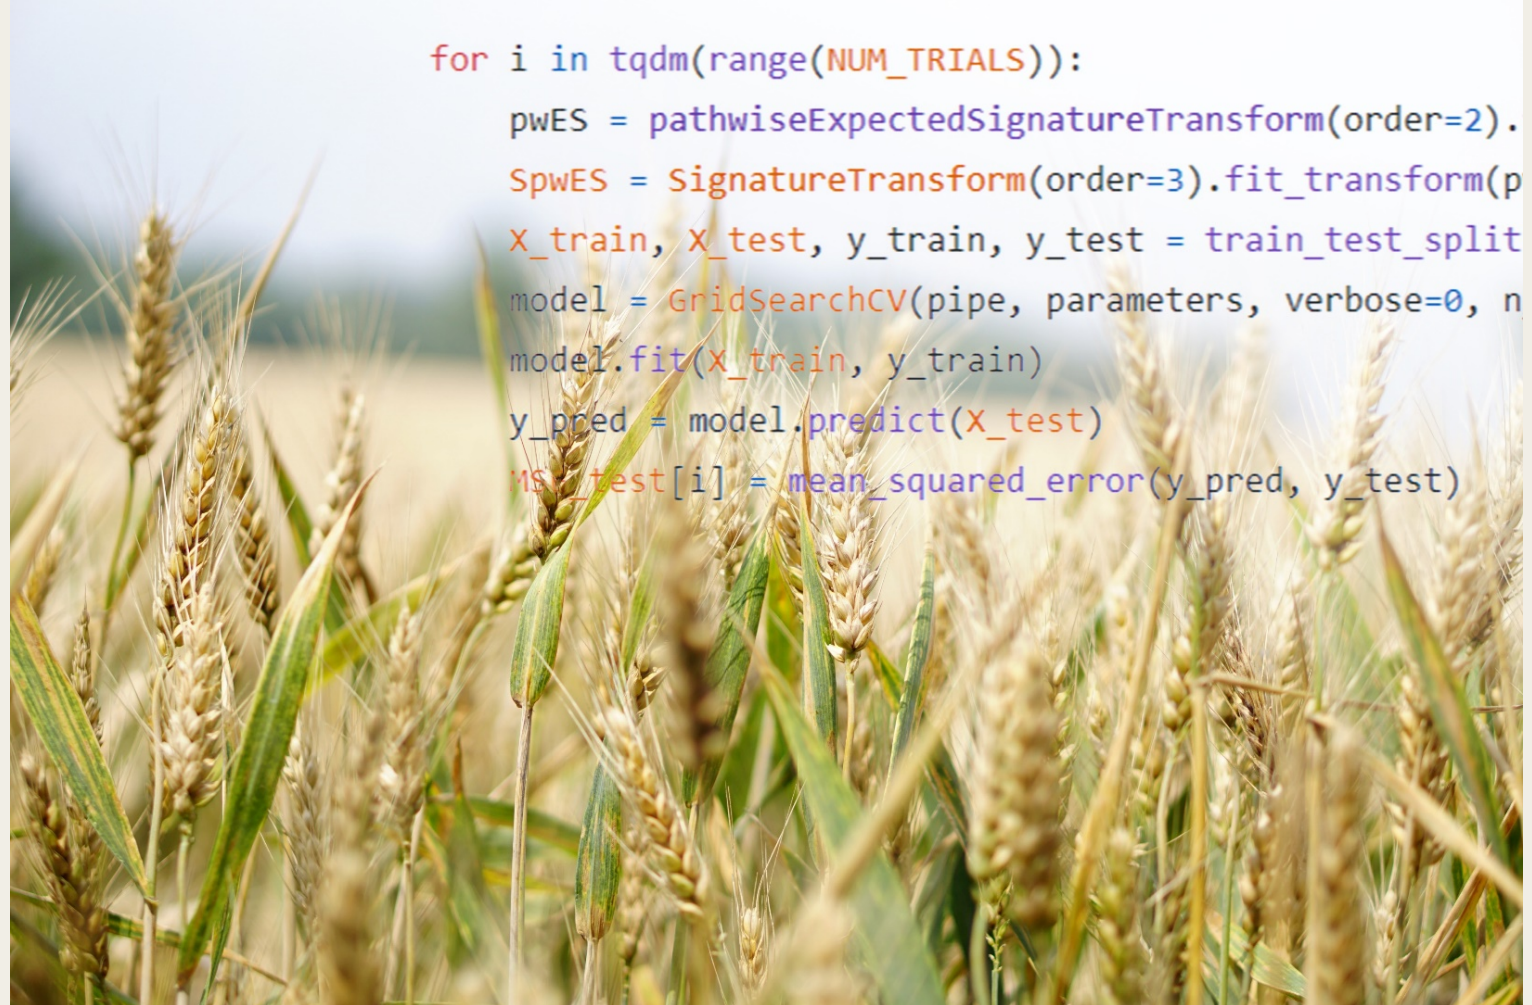 for i in tqdm(range(NUM_TRIALS)):
pwES = pathwiseExpectedSignatureTransform(order=2).
SpwES = SignatureTransform(order=3).fit_transform(p
X_train, X_test, y_train, y_test = train_test_split
model = GridSearchCV(pipe, parameters, verbose=0, n
model.fit(X_train, y_train)
y_pred = model.predict(X_test)
MSE_test[i] = mean_squared_error(y_pred, y_test)